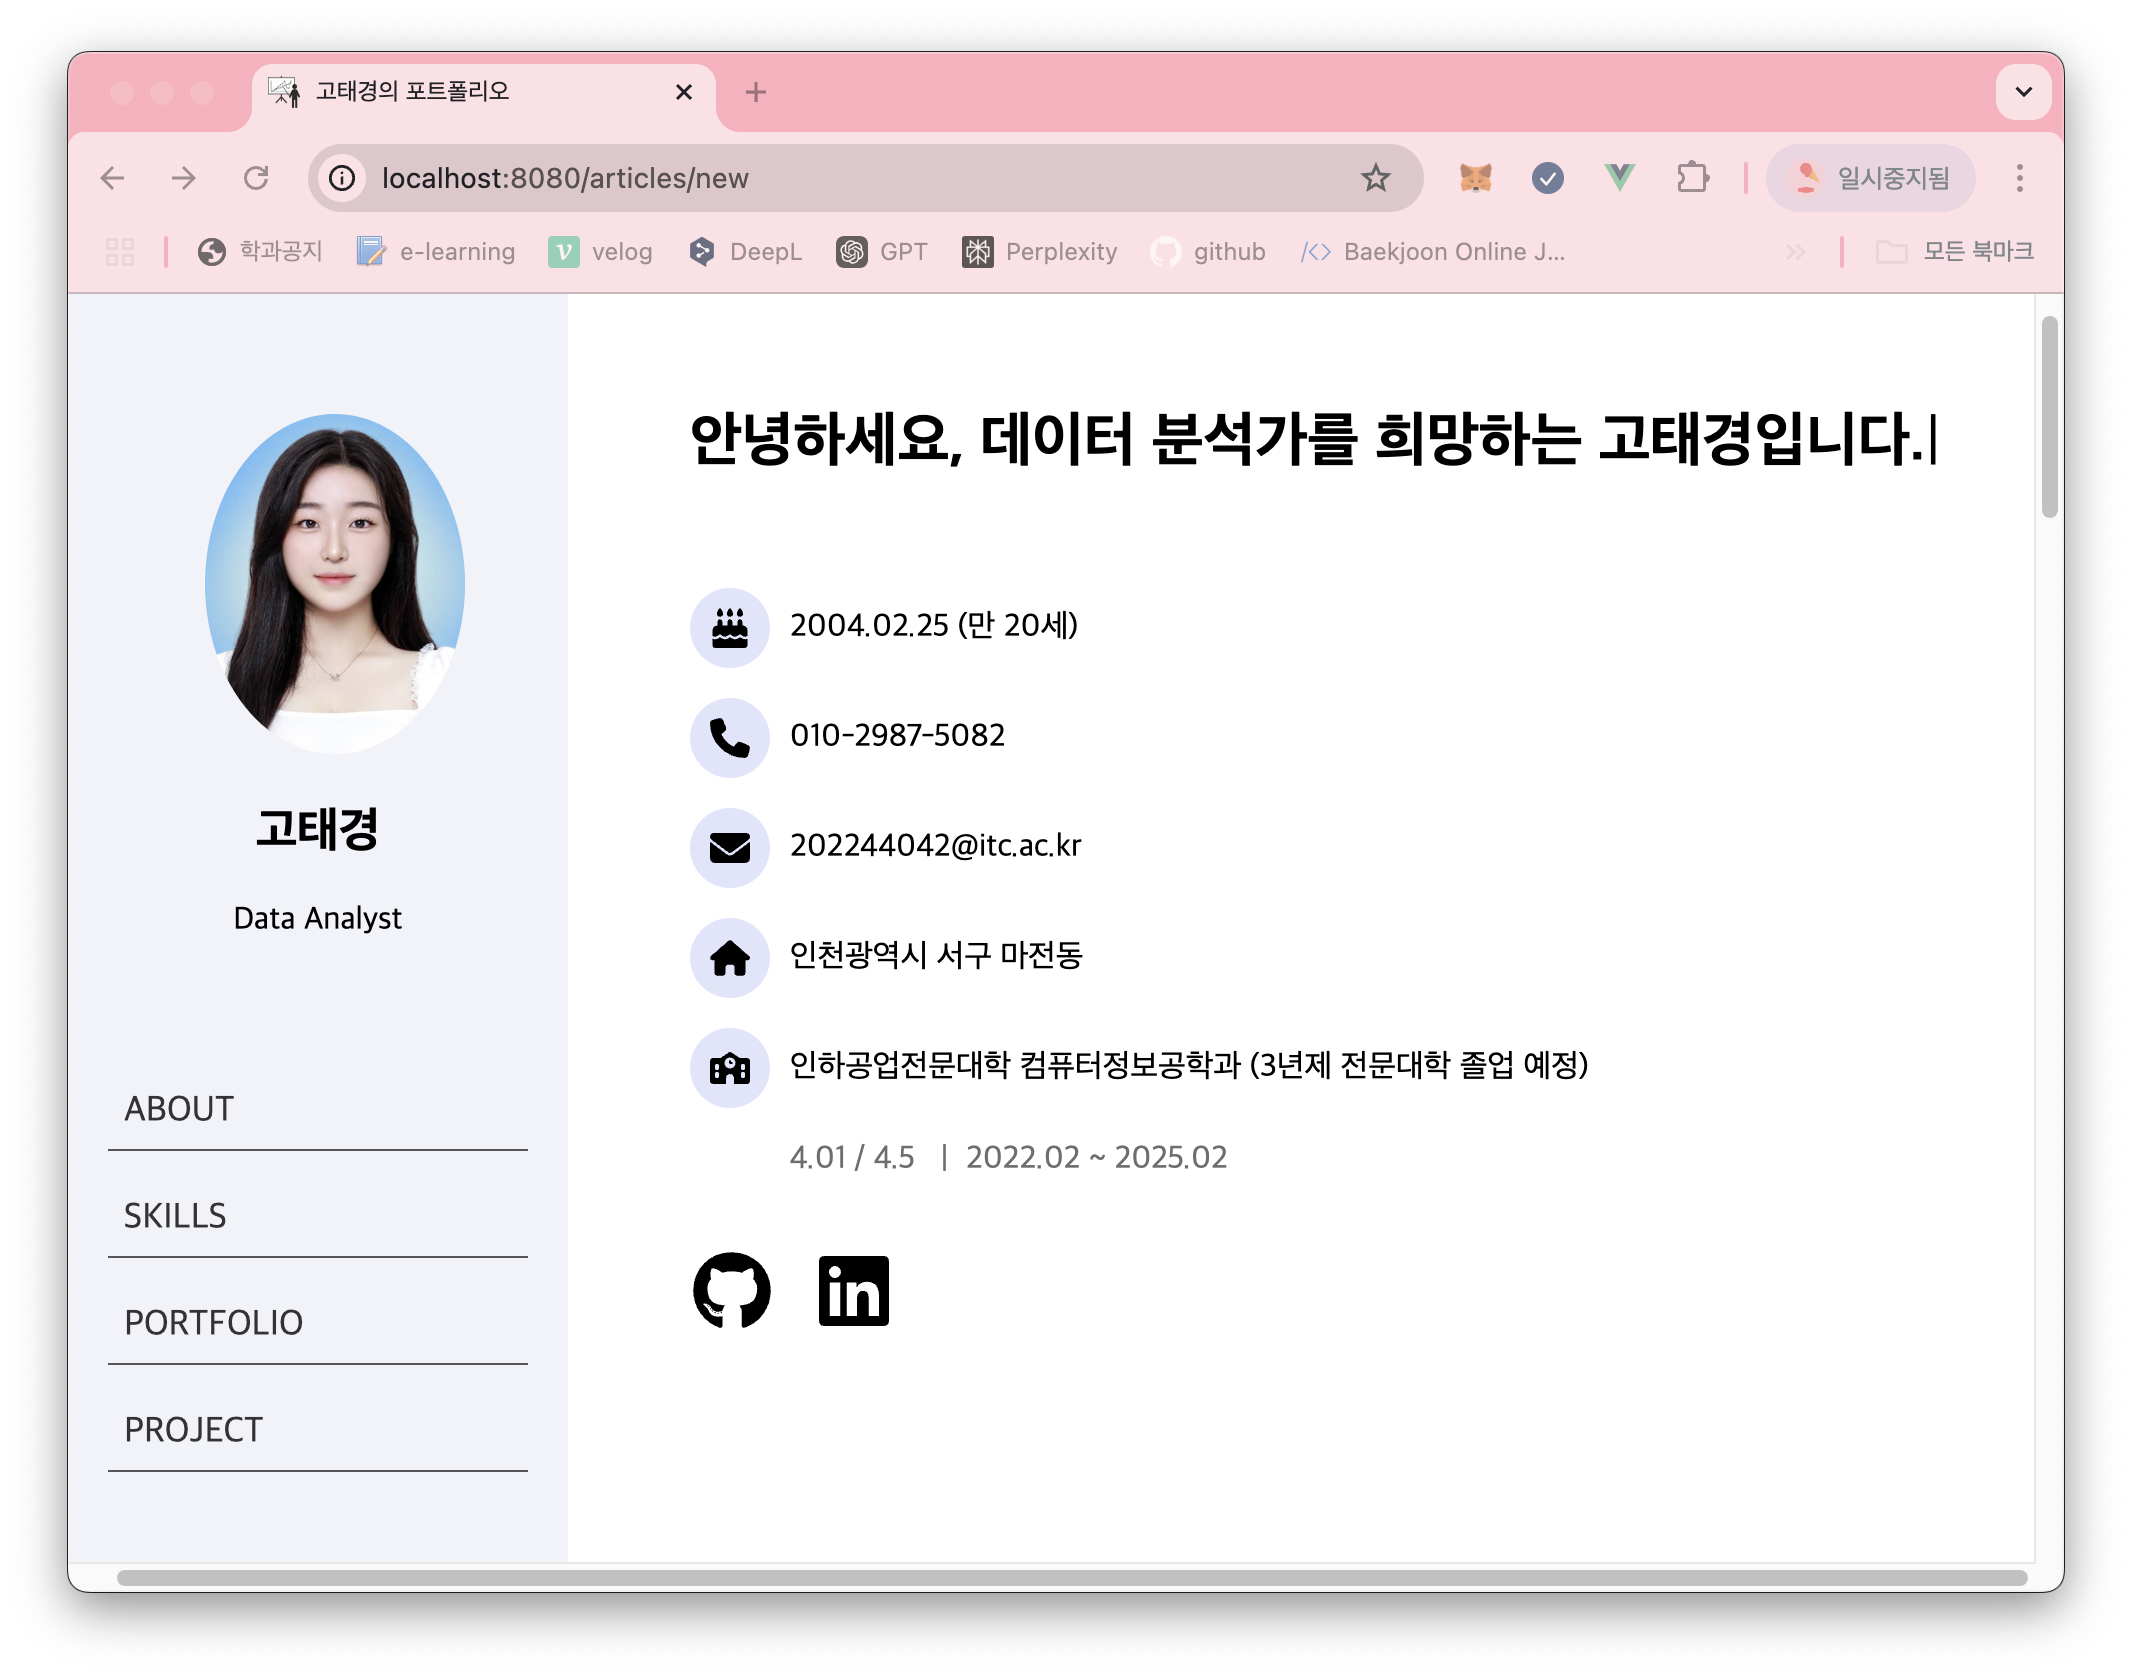 고태경의 포트폴리오
localhost:8080/articles/new
일시중지됨
학과공지 e-learning velog DeepL GPT Perplexity github Baekjoon Online J... 모든 북마크
안녕하세요, 데이터 분석가를 희망하는 고태경입니다.|
2004.02.25 (만 20세)
010-2987-5082
202244042@itc.ac.kr
인천광역시 서구 마전동
인하공업전문대학 컴퓨터정보공학과 (3년제 전문대학 졸업 예정)
4.01 / 4.5 | 2022.02 ~ 2025.02
고태경
Data Analyst
ABOUT
SKILLS
PORTFOLIO
PROJECT